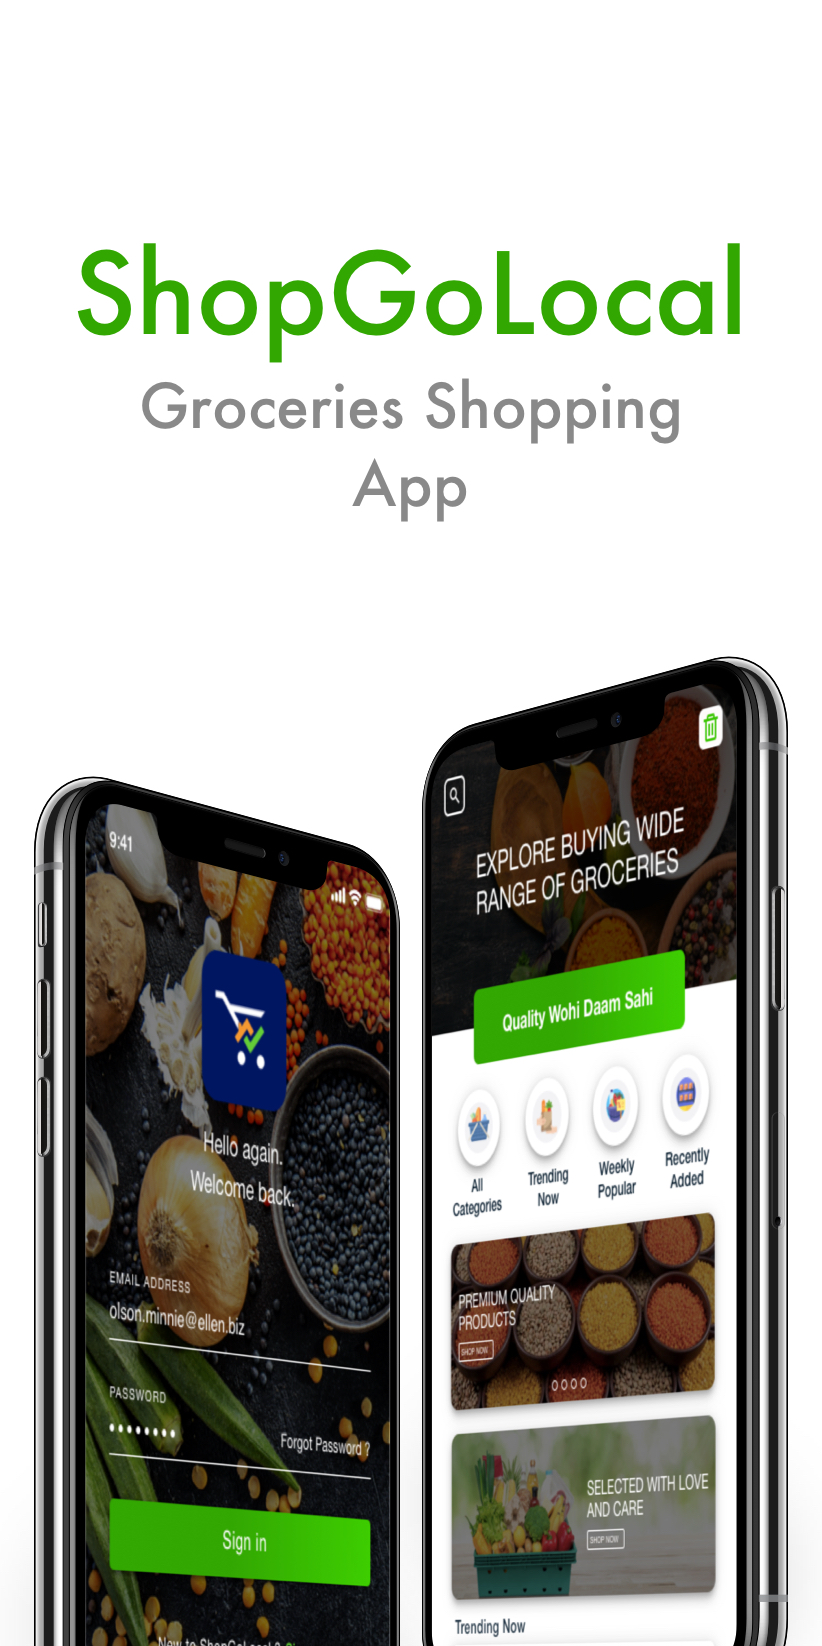 ShopGoLocal
Groceries Shopping
App
9:41
Hello again.
Welcome back.
EMAIL ADDRESS
olson.minnie@ellen.biz
PASSWORD
Forgot Password ?
Sign in
New to ShopGoLocal ?
EXPLORE BUYING WIDE
RANGE OF GROCERIES
Quality Wohi Daam Sahi
All
Categories
Trending
Now
Weekly
Popular
Recently
Added
PREMIUM QUALITY
PRODUCTS
SHOP NOW
SELECTED WITH LOVE
AND CARE
SHOP NOW
Trending Now